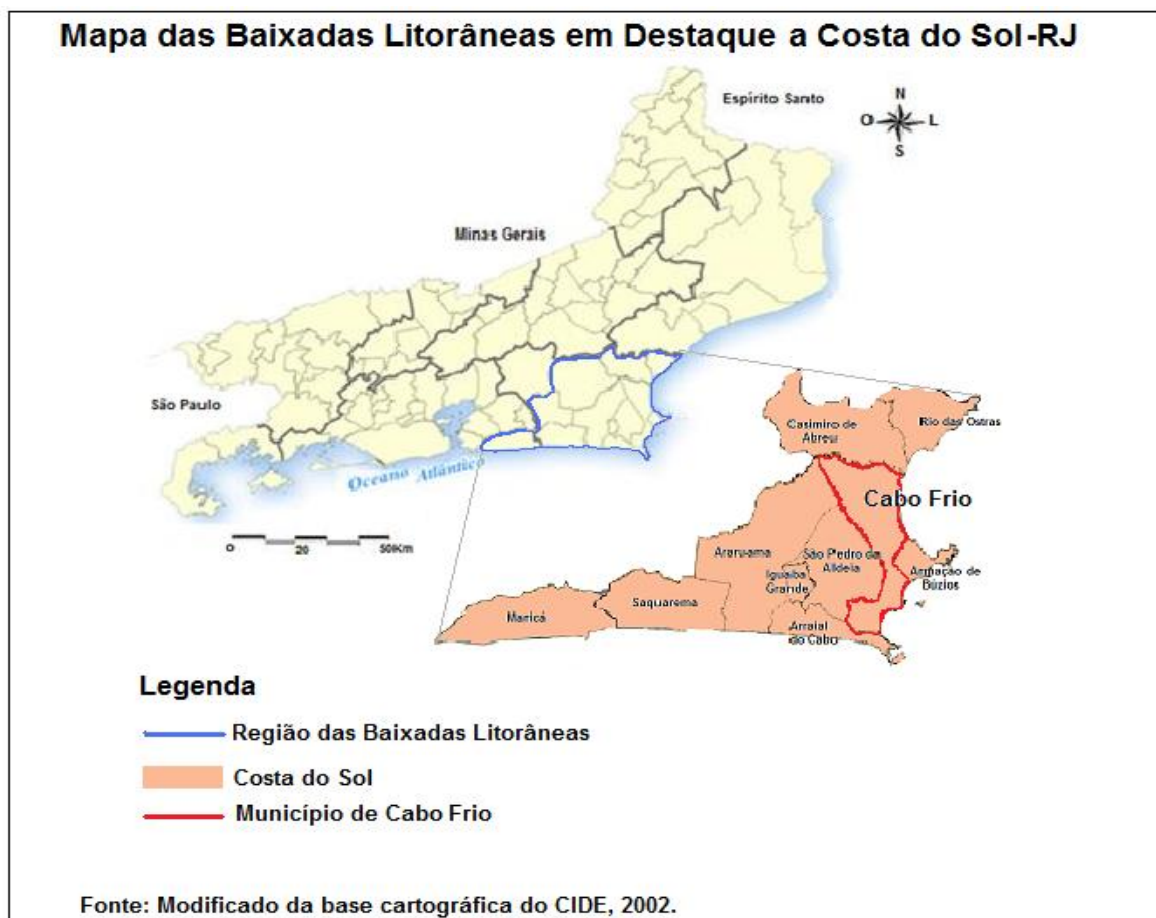 Mapa das Baixadas Litorâneas em Destaque a Costa do Sol-RJ
Espírito Santo
N
O
L
S
Minas Gerais
São Paulo
Oceano Atlântico
0 20 50Km
Casimiro de
Abreu
Rio das Ostras
Cabo Frio
Araruama
São Pedro da
Aldeia
Iguaba
Grande
Armação de
Búzios
Maricá
Saquarema
Arraial
do Cabo
Legenda
Região das Baixadas Litorâneas
Costa do Sol
Município de Cabo Frio
Fonte: Modificado da base cartográfica do CIDE, 2002.